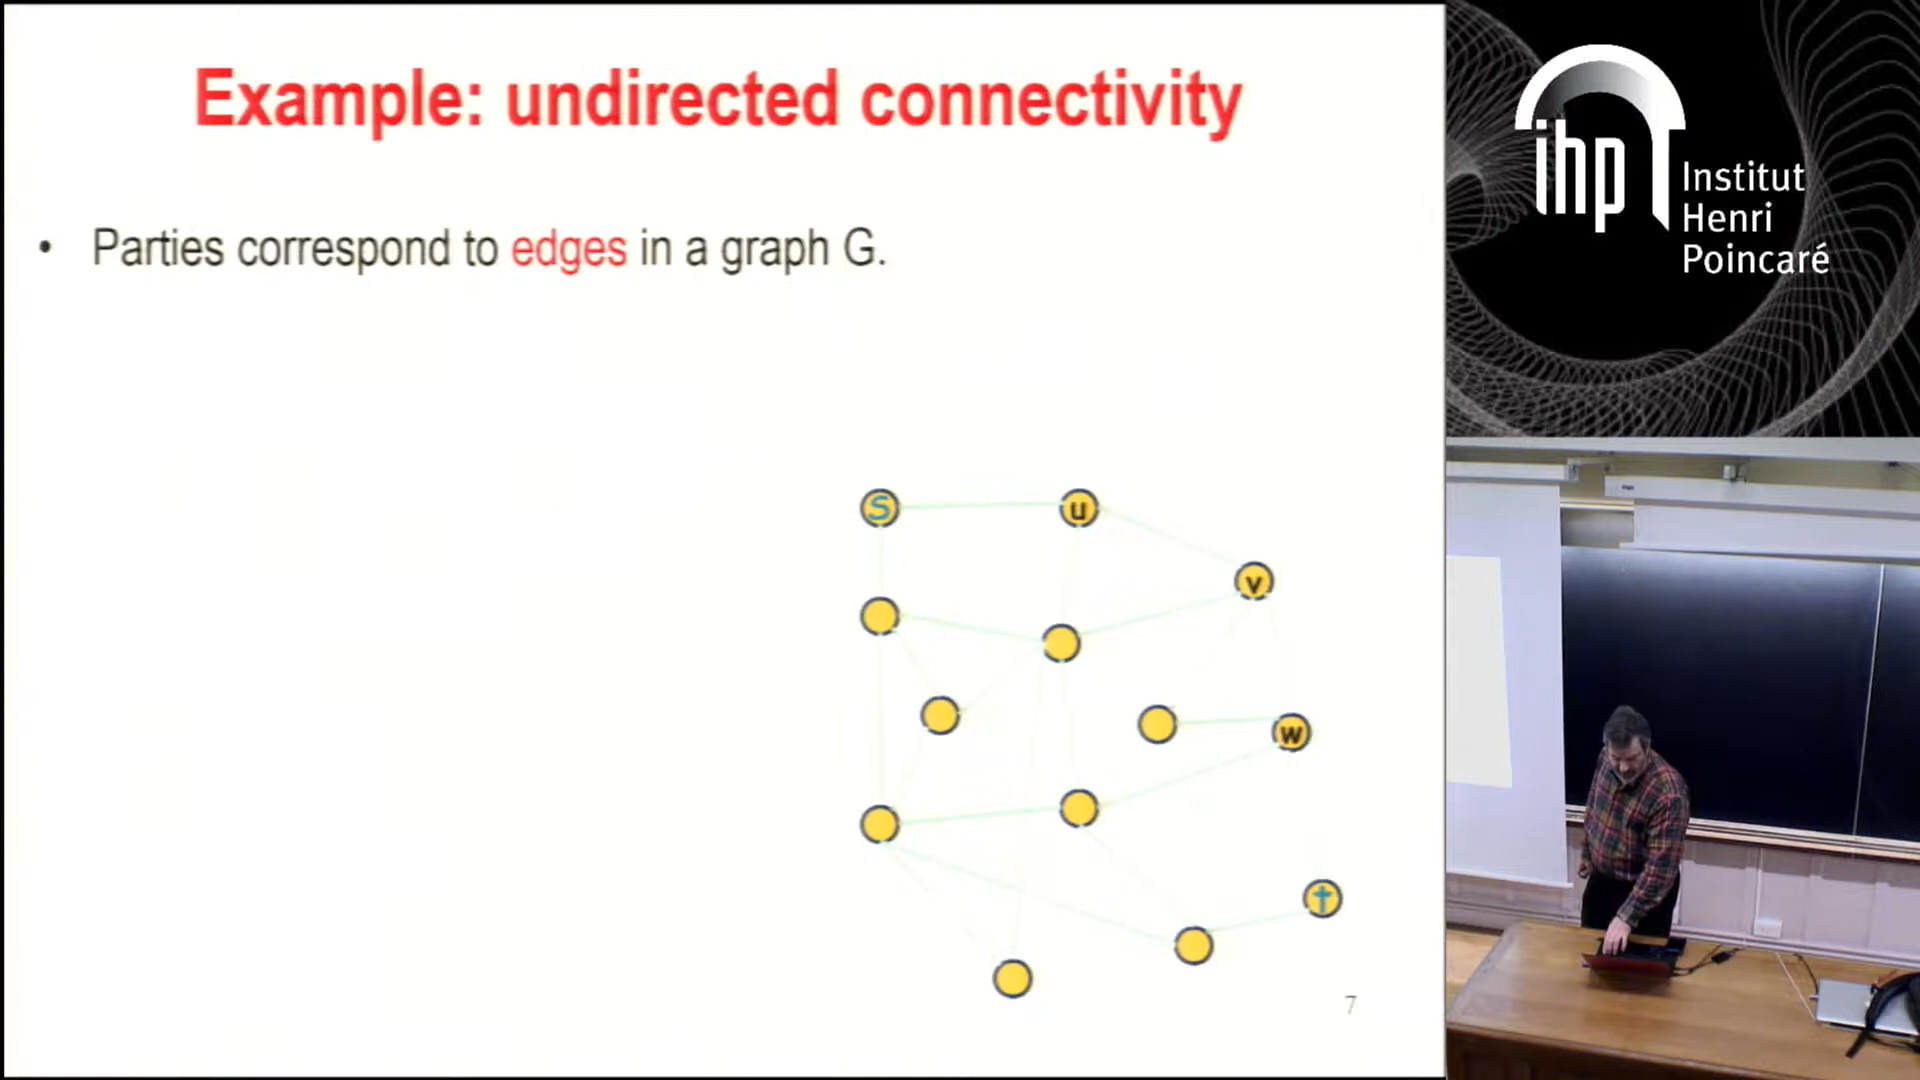 Example: undirected connectivity
• Parties correspond to edges in a graph G.
S
u
v
w
t
7
ihp
Institut
Henri
Poincaré